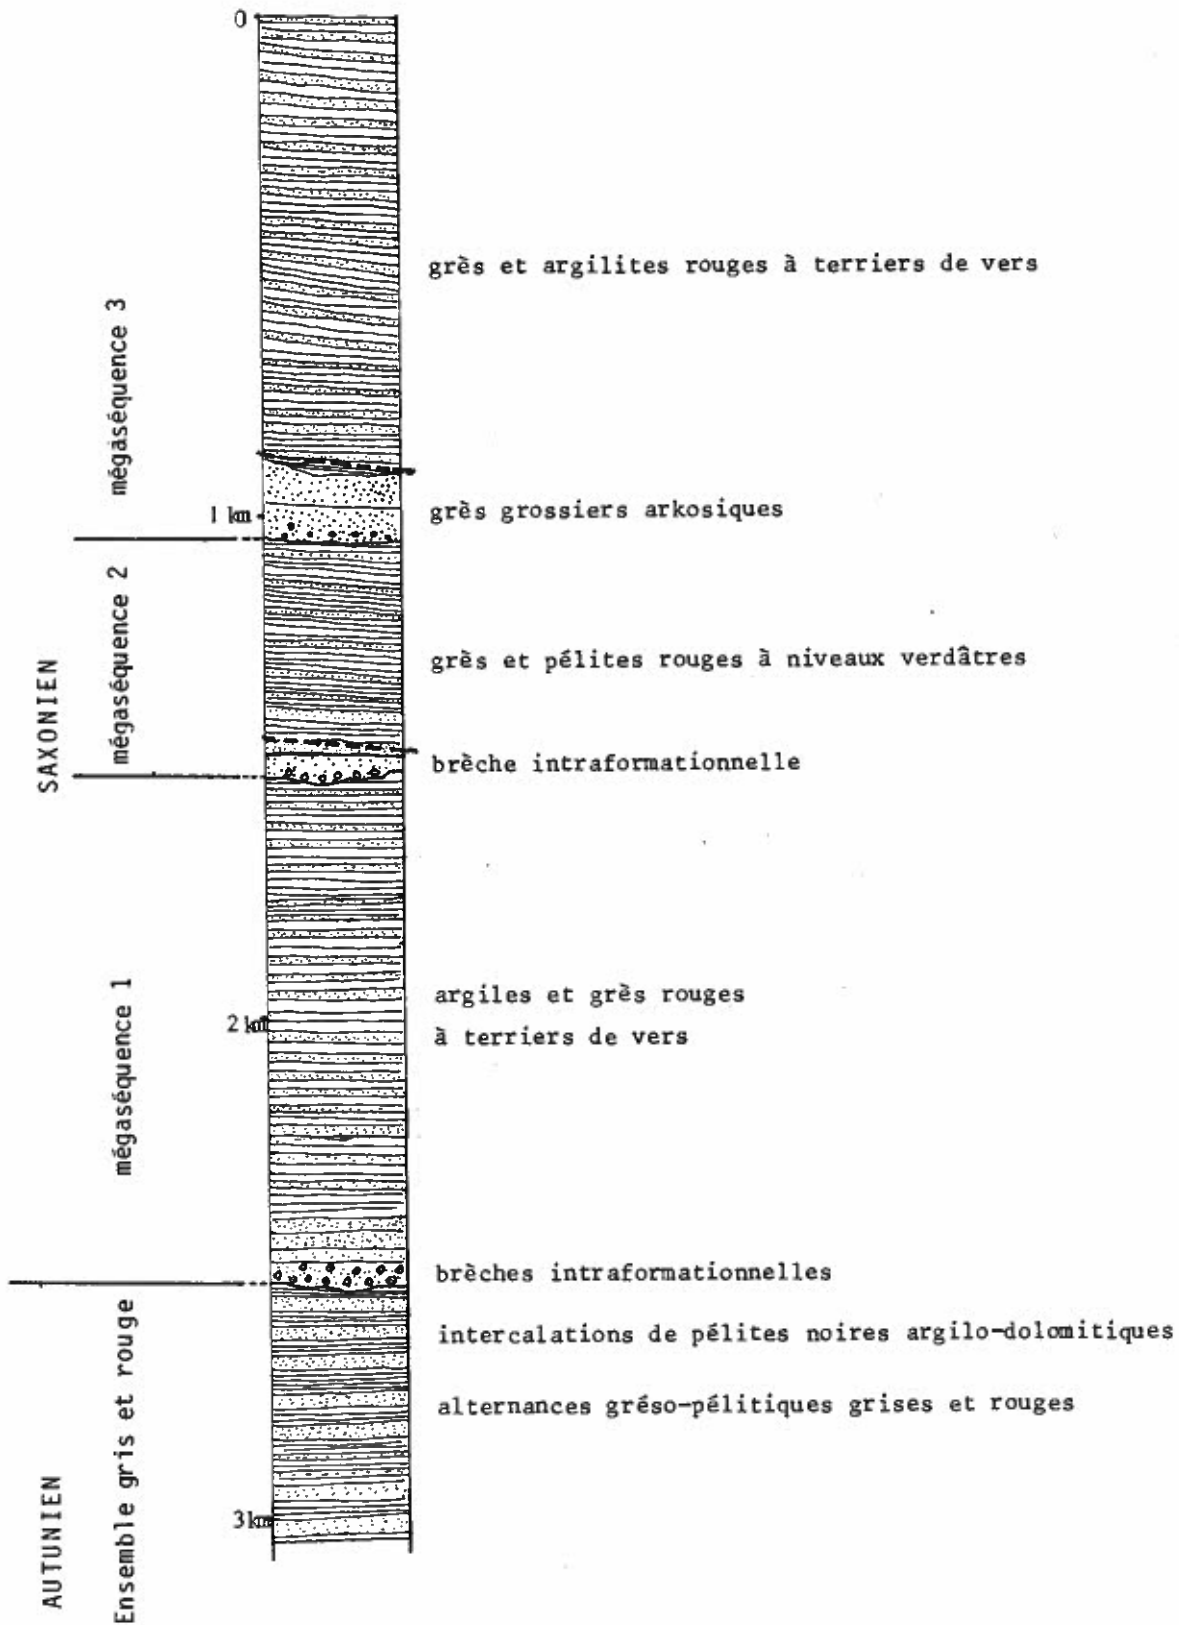 0
grès et argilites rouges à terriers de vers
mégaséquence 3
1 km
grès grossiers arkosiques
SAXONIEN
mégaséquence 2
grès et pélites rouges à niveaux verdâtres
brèche intraformationnelle
mégaséquence 1
argiles et grès rouges
2 km
à terriers de vers
brèches intraformationnelles
intercalations de pélites noires argilo-dolomitiques
alternances gréso-pélitiques grises et rouges
AUTUNIEN
Ensemble gris et rouge
3 km